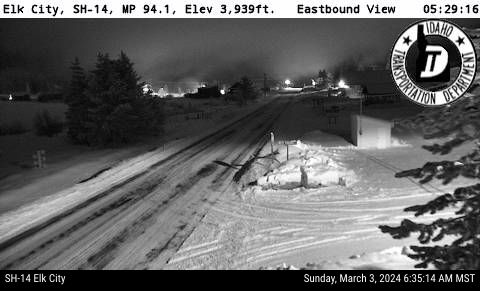 Elk City, SH-14, MP 94.1, Elev 3,939ft. Eastbound View 05:29:16
IDAHO
TRANSPORTATION DEPARTMENT
SH-14 Elk City Sunday, March 3, 2024 6:35:14 AM MST